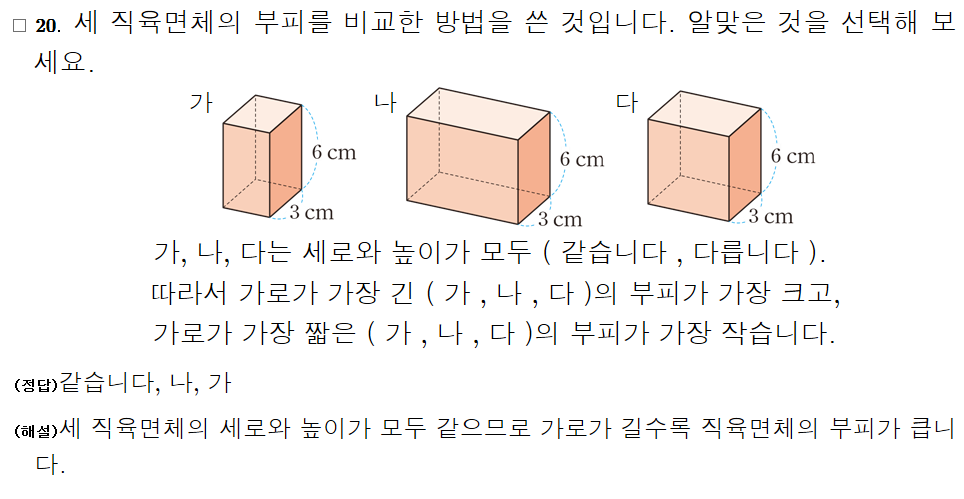 □ 20. 세 직육면체의 부피를 비교한 방법을 쓴 것입니다. 알맞은 것을 선택해 보
세요.
가 나 다
6 cm 6 cm 6 cm
3 cm 3 cm 3 cm
가, 나, 다는 세로와 높이가 모두 ( 같습니다 , 다릅니다 ).
따라서 가로가 가장 긴 ( 가 , 나 , 다 )의 부피가 가장 크고,
가로가 가장 짧은 ( 가 , 나 , 다 )의 부피가 가장 작습니다.
(정답)같습니다, 나, 가
(해설)세 직육면체의 세로와 높이가 모두 같으므로 가로가 길수록 직육면체의 부피가 큽니
다.